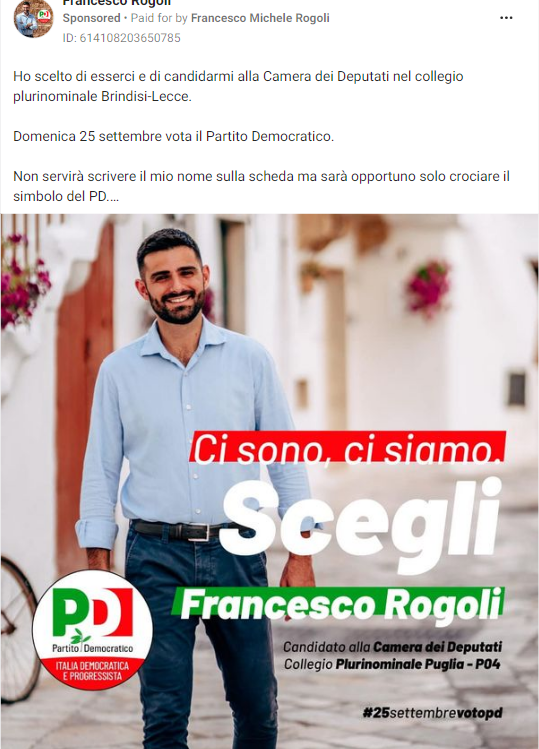 Francesco Rogoli
Sponsored • Paid for by Francesco Michele Rogoli
ID: 614108203650785
Ho scelto di esserci e di candidarmi alla Camera dei Deputati nel collegio
plurinominale Brindisi-Lecce.
Domenica 25 settembre vota il Partito Democratico.
Non servirà scrivere il mio nome sulla scheda ma sarà opportuno solo crociare il
simbolo del PD....
Ci sono, ci siamo.
Scegli
Francesco Rogoli
Candidato alla Camera dei Deputati
Collegio Plurinominale Puglia - P04
#25settembrevotopd
PD
Partito Democratico
ITALIA DEMOCRATICA
E PROGRESSISTA